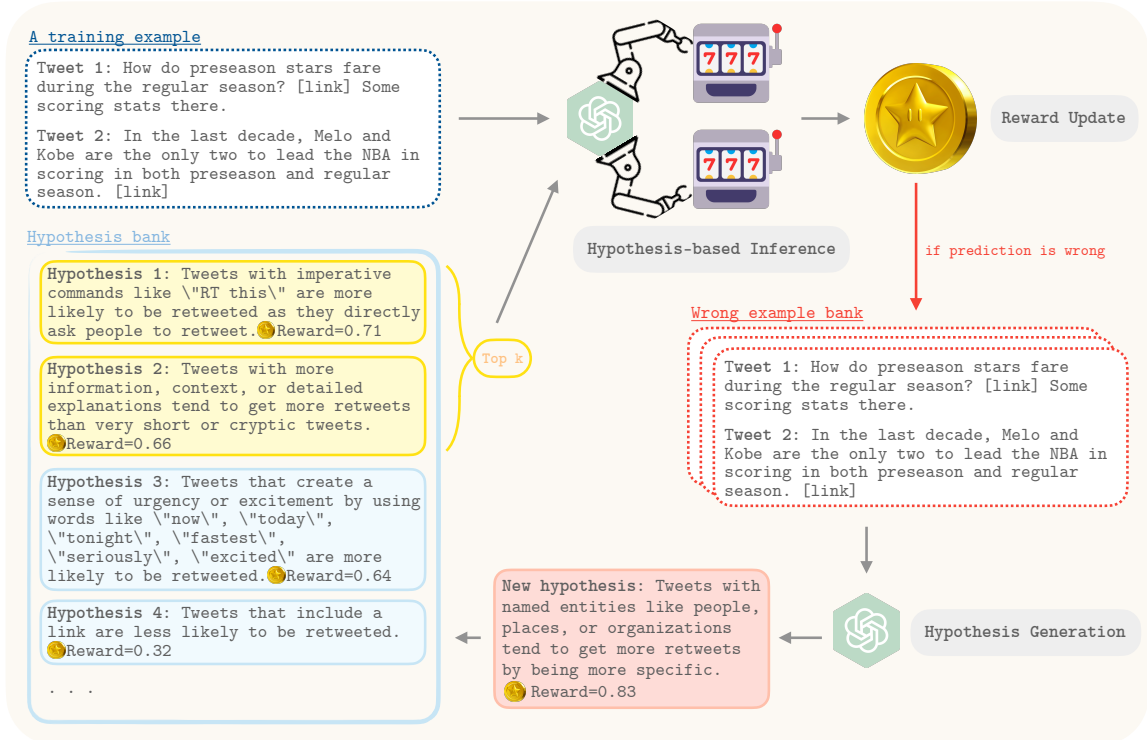 A training example
Tweet 1: How do preseason stars fare
during the regular season? [link] Some
scoring stats there.
Tweet 2: In the last decade, Melo and
Kobe are the only two to lead the NBA in
scoring in both preseason and regular
season. [link]
7 7 7
7 7 7
Reward Update
Hypothesis-based Inference
if prediction is wrong
Hypothesis bank
Hypothesis 1: Tweets with imperative
commands like \"RT this\" are more
likely to be retweeted as they directly
ask people to retweet. Reward=0.71
Hypothesis 2: Tweets with more
information, context, or detailed
explanations tend to get more retweets
than very short or cryptic tweets.
Reward=0.66
Top k
Hypothesis 3: Tweets that create a
sense of urgency or excitement by using
words like \"now\", \"today\",
\"tonight\", \"fastest\",
\"seriously\", \"excited\" are more
likely to be retweeted. Reward=0.64
Hypothesis 4: Tweets that include a
link are less likely to be retweeted.
Reward=0.32
. . .
Wrong example bank
Tweet 1: How do preseason stars fare
during the regular season? [link] Some
scoring stats there.
Tweet 2: In the last decade, Melo and
Kobe are the only two to lead the NBA in
scoring in both preseason and regular
season. [link]
Hypothesis Generation
New hypothesis: Tweets with
named entities like people,
places, or organizations
tend to get more retweets
by being more specific.
Reward=0.83